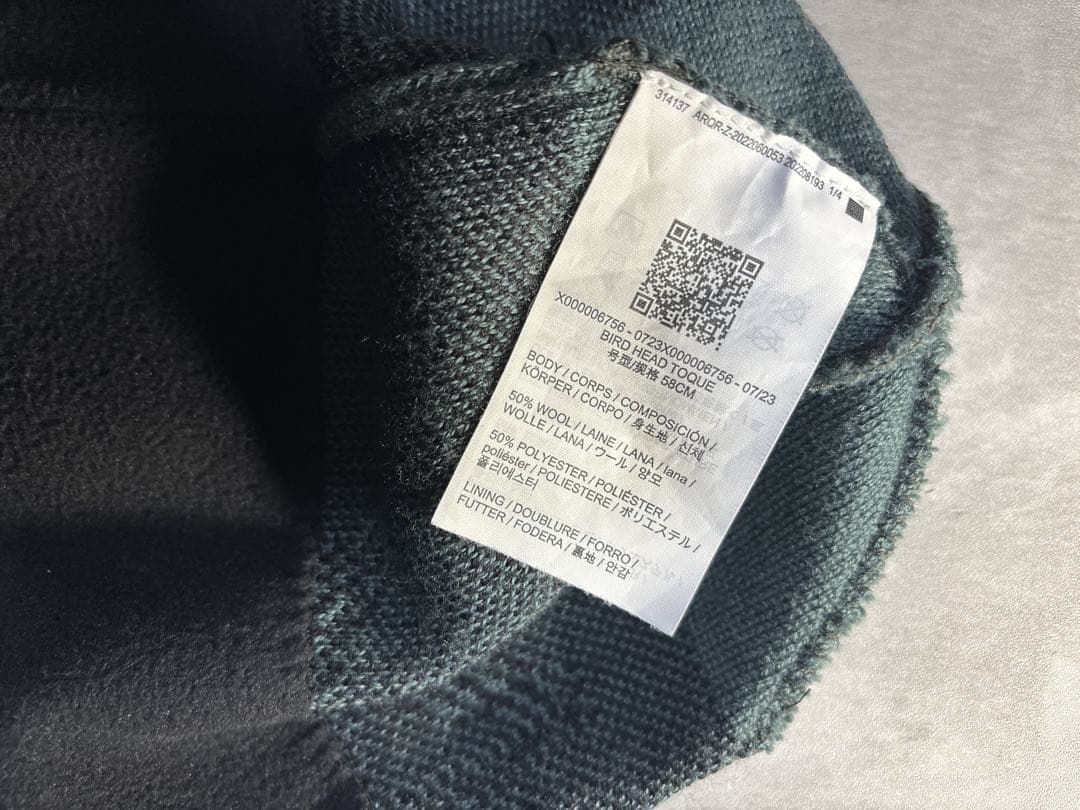 314137 ARQR-Z-2022060053 202208193 1/4
X000006756 - 0723X000006756 - 07/23
BIRD HEAD TOQUE
号型/规格 58CM
BODY / CORPS / COMPOSICIÓN /
KÖRPER / CORPO / 身生地 / 신체
50% WOOL / LAINE / LANA / lana /
WOLLE / LANA / ウール / 양모
50% POLYESTER / POLIÉSTER /
poliéster / POLIESTERE / ポリエステル /
폴리에스터
LINING / DOUBLURE / FORRO /
FUTTER / FODERA / 裏地 / 안감